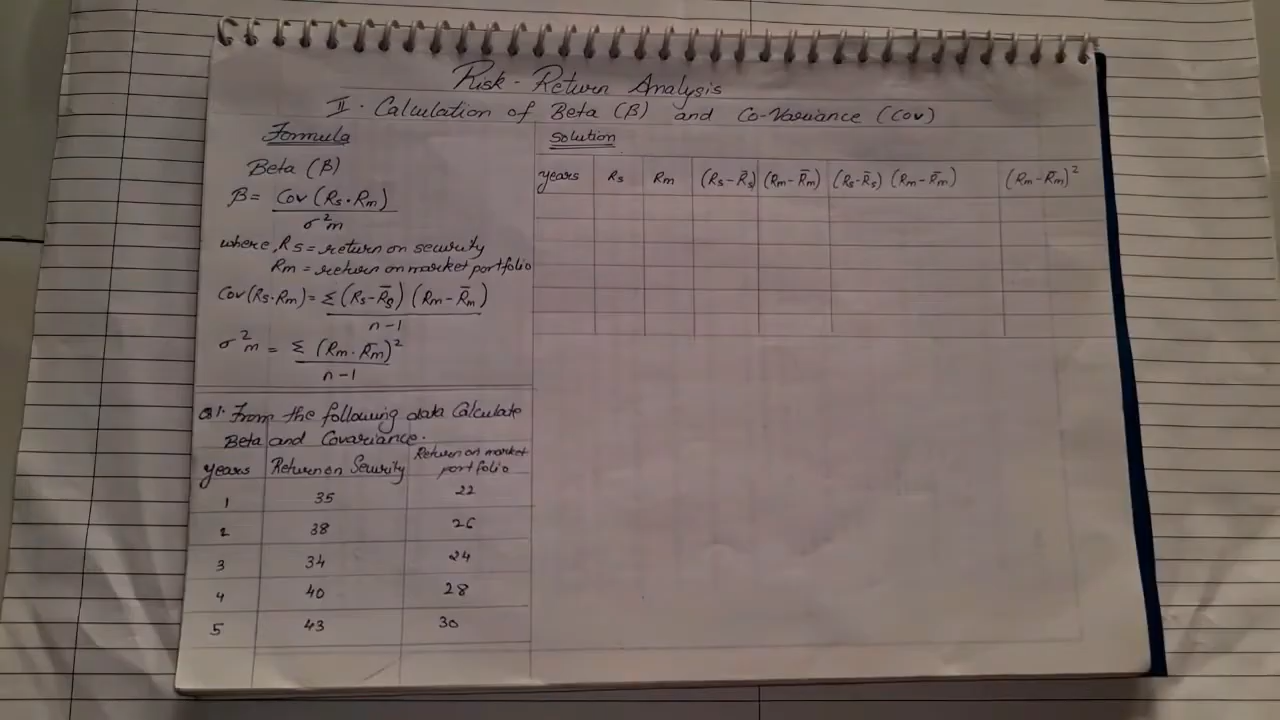 Risk-Return Analysis
II. Calculation of Beta (β) and Co-Variance (Cov)
Formula
Beta (β)
β = Cov (Rs·Rm)
σ²m
where, Rs = return on security
Rm = return on market portfolio
Cov (Rs·Rm) = Σ (Rs-R̄s) (Rm-R̄m)
n-1
σ²m = Σ (Rm·R̄m)²
n-1
Q1. From the following data Calculate
Beta and Covariance.
years Return on Security Return on market
portfolio
1 35 22
2 38 26
3 34 24
4 40 28
5 43 30
Solution
years Rs Rm (Rs-R̄s) (Rm-R̄m) (Rs-R̄s) (Rm-R̄m) (Rm-R̄m)²